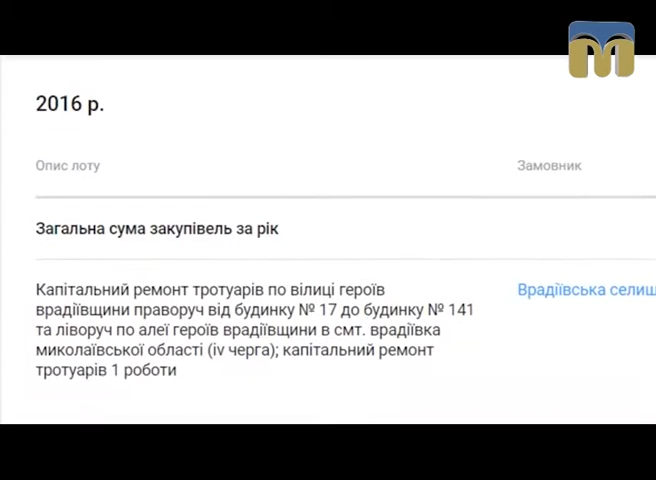 2016 р.
Опис лоту Замовник
Загальна сума закупівель за рік
Капітальний ремонт тротуарів по вілиці героїв Врадіївська селищ
врадіївщини праворуч від будинку № 17 до будинку № 141
та ліворуч по алеї героїв врадіївщини в смт. врадіївка
миколаївської області (iv черга); капітальний ремонт
тротуарів 1 роботи